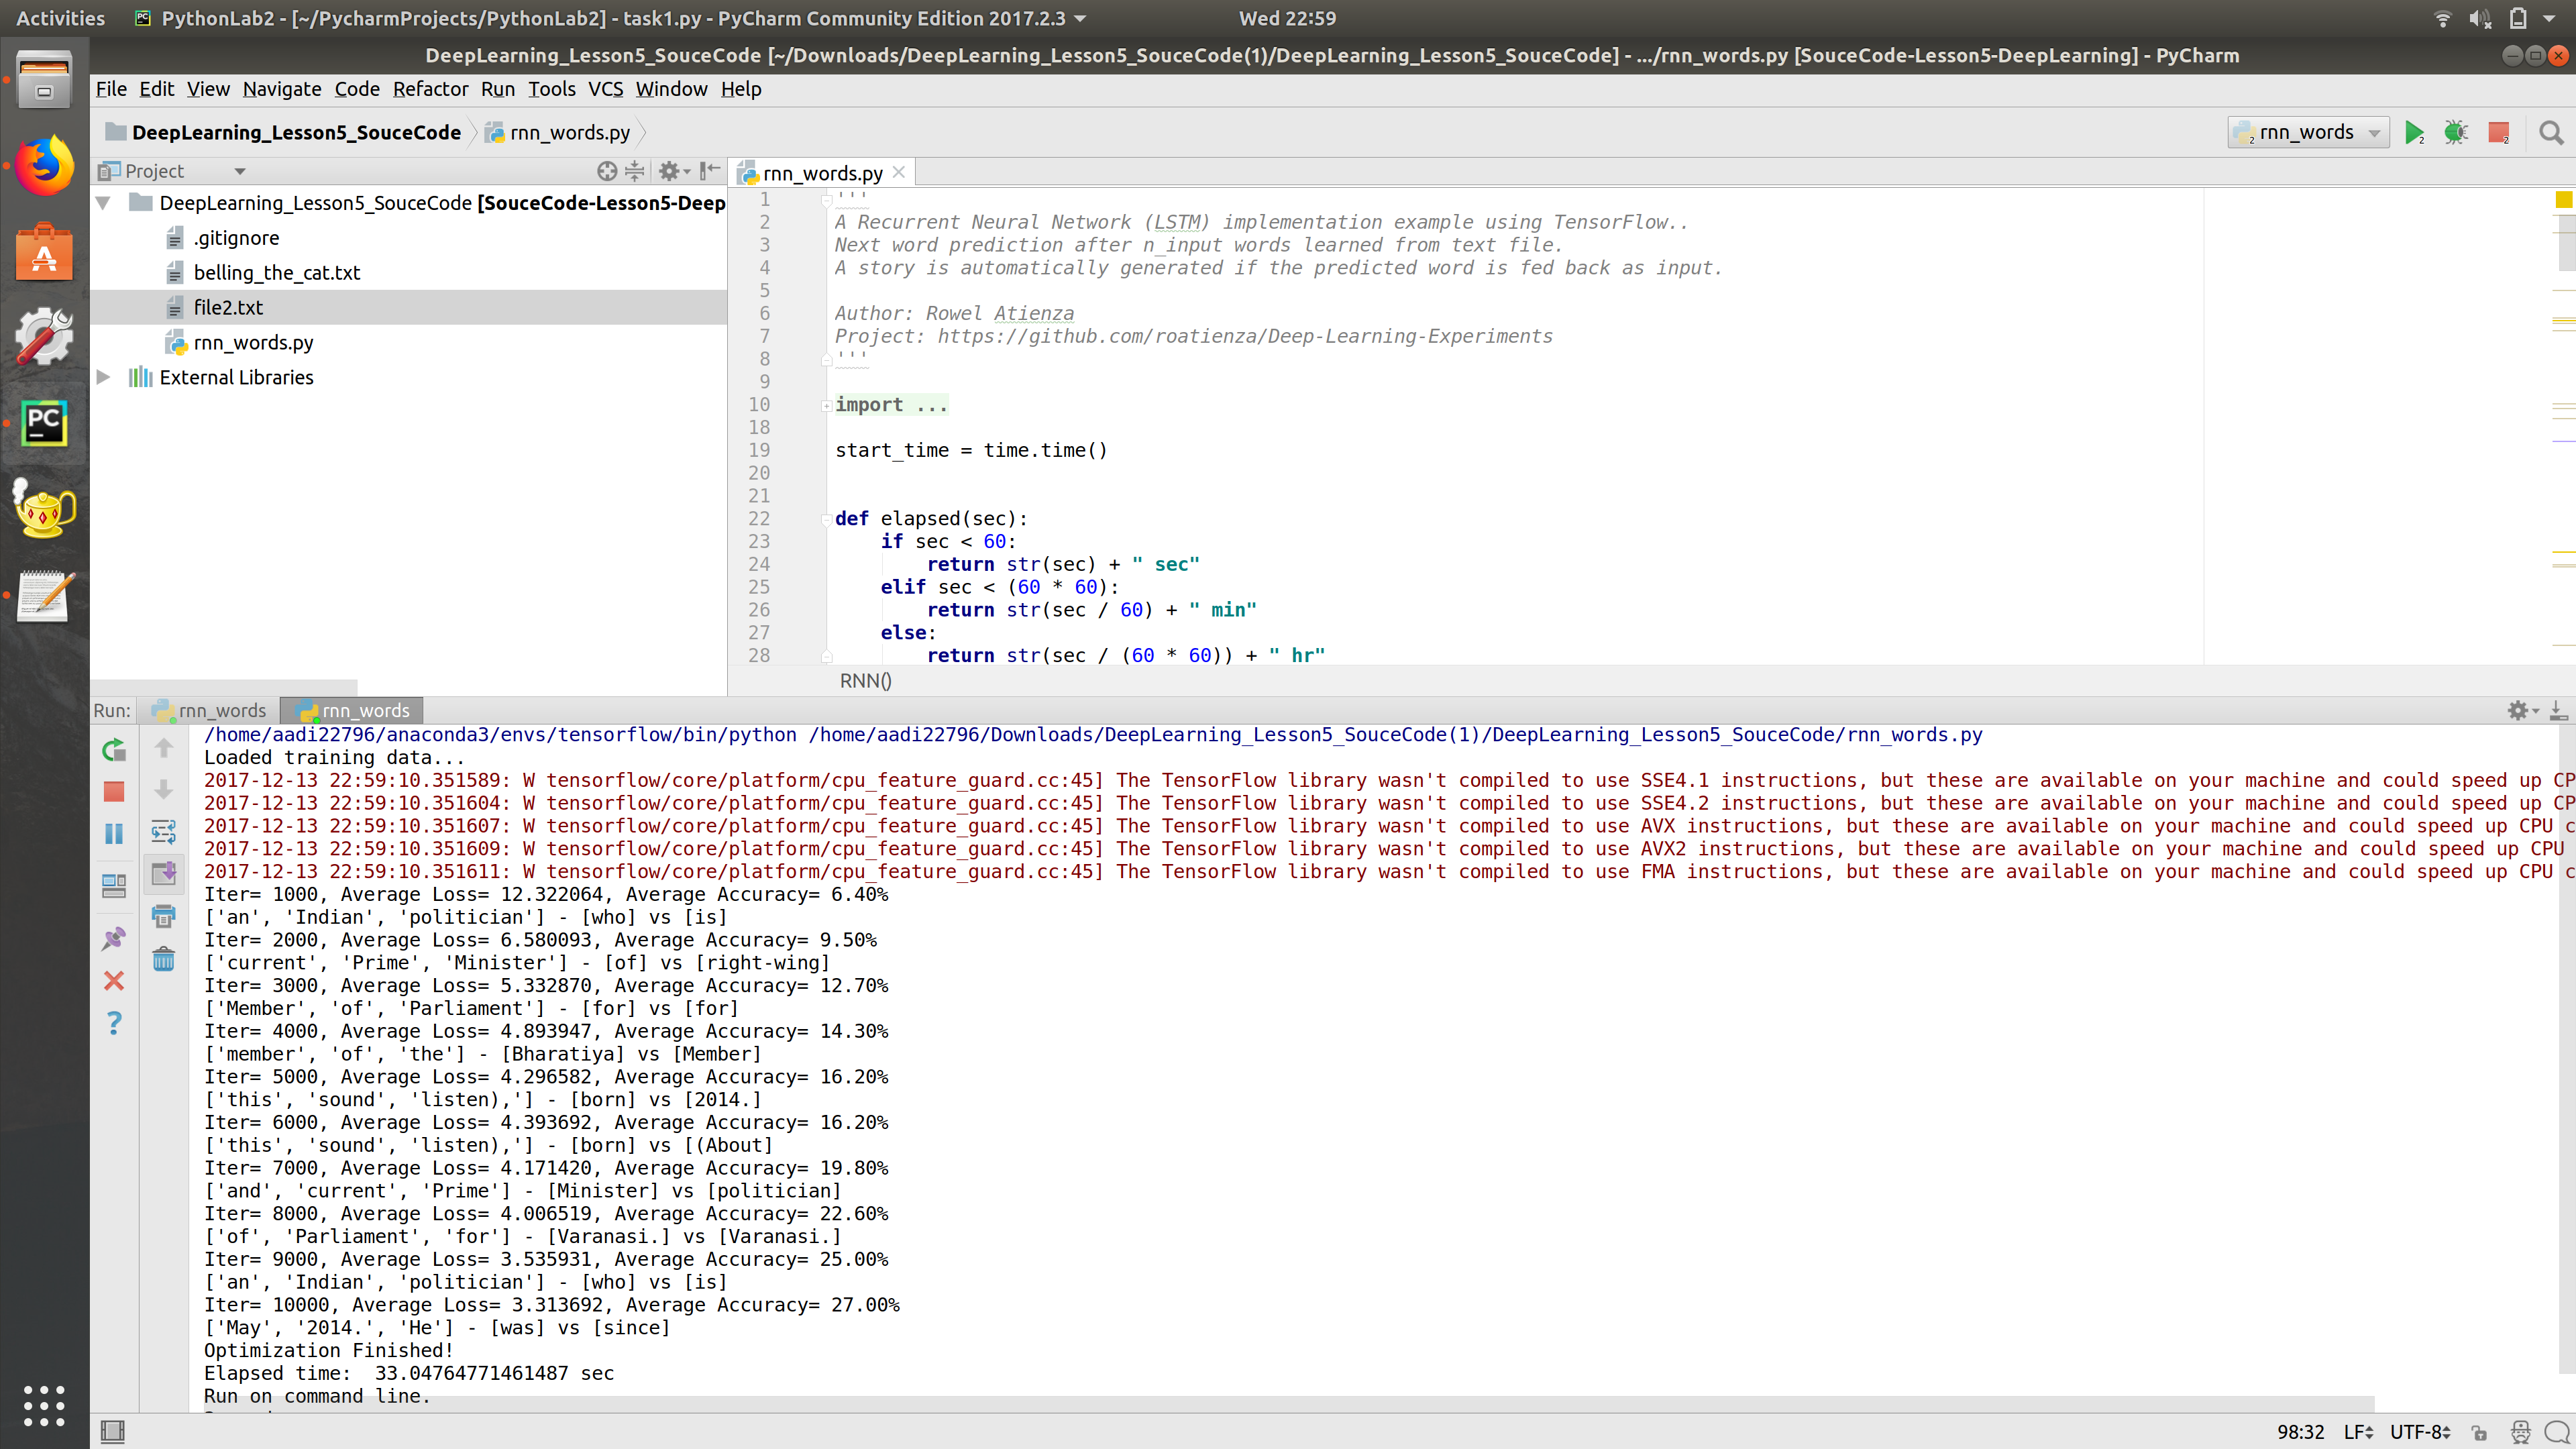 Activities PythonLab2 - [~/PycharmProjects/PythonLab2] - task1.py - PyCharm Community Edition 2017.2.3 Wed 22:59
DeepLearning_Lesson5_SouceCode [~/Downloads/DeepLearning_Lesson5_SouceCode(1)/DeepLearning_Lesson5_SouceCode] - .../rnn_words.py [SouceCode-Lesson5-DeepLearning] - PyCharm
File Edit View Navigate Code Refactor Run Tools VCS Window Help
DeepLearning_Lesson5_SouceCode rnn_words.py rnn_words
Project
DeepLearning_Lesson5_SouceCode [SouceCode-Lesson5-Deep
.gitignore
belling_the_cat.txt
file2.txt
rnn_words.py
External Libraries
rnn_words.py
1 '''
2 A Recurrent Neural Network (LSTM) implementation example using TensorFlow..
3 Next word prediction after n_input words learned from text file.
4 A story is automatically generated if the predicted word is fed back as input.
5
6 Author: Rowel Atienza
7 Project: https://github.com/roatienza/Deep-Learning-Experiments
8 '''
9
10 import ...
18
19 start_time = time.time()
20
21
22 def elapsed(sec):
23 if sec < 60:
24 return str(sec) + " sec"
25 elif sec < (60 * 60):
26 return str(sec / 60) + " min"
27 else:
28 return str(sec / (60 * 60)) + " hr"
RNN()
Run: rnn_words rnn_words
/home/aadi22796/anaconda3/envs/tensorflow/bin/python /home/aadi22796/Downloads/DeepLearning_Lesson5_SouceCode(1)/DeepLearning_Lesson5_SouceCode/rnn_words.py
Loaded training data...
2017-12-13 22:59:10.351589: W tensorflow/core/platform/cpu_feature_guard.cc:45] The TensorFlow library wasn't compiled to use SSE4.1 instructions, but these are available on your machine and could speed up CP
2017-12-13 22:59:10.351604: W tensorflow/core/platform/cpu_feature_guard.cc:45] The TensorFlow library wasn't compiled to use SSE4.2 instructions, but these are available on your machine and could speed up CP
2017-12-13 22:59:10.351607: W tensorflow/core/platform/cpu_feature_guard.cc:45] The TensorFlow library wasn't compiled to use AVX instructions, but these are available on your machine and could speed up CPU c
2017-12-13 22:59:10.351609: W tensorflow/core/platform/cpu_feature_guard.cc:45] The TensorFlow library wasn't compiled to use AVX2 instructions, but these are available on your machine and could speed up CPU
2017-12-13 22:59:10.351611: W tensorflow/core/platform/cpu_feature_guard.cc:45] The TensorFlow library wasn't compiled to use FMA instructions, but these are available on your machine and could speed up CPU c
Iter= 1000, Average Loss= 12.322064, Average Accuracy= 6.40%
['an', 'Indian', 'politician'] - [who] vs [is]
Iter= 2000, Average Loss= 6.580093, Average Accuracy= 9.50%
['current', 'Prime', 'Minister'] - [of] vs [right-wing]
Iter= 3000, Average Loss= 5.332870, Average Accuracy= 12.70%
['Member', 'of', 'Parliament'] - [for] vs [for]
Iter= 4000, Average Loss= 4.893947, Average Accuracy= 14.30%
['member', 'of', 'the'] - [Bharatiya] vs [Member]
Iter= 5000, Average Loss= 4.296582, Average Accuracy= 16.20%
['this', 'sound', 'listen),'] - [born] vs [2014.]
Iter= 6000, Average Loss= 4.393692, Average Accuracy= 16.20%
['this', 'sound', 'listen),'] - [born] vs [(About]
Iter= 7000, Average Loss= 4.171420, Average Accuracy= 19.80%
['and', 'current', 'Prime'] - [Minister] vs [politician]
Iter= 8000, Average Loss= 4.006519, Average Accuracy= 22.60%
['of', 'Parliament', 'for'] - [Varanasi.] vs [Varanasi.]
Iter= 9000, Average Loss= 3.535931, Average Accuracy= 25.00%
['an', 'Indian', 'politician'] - [who] vs [is]
Iter= 10000, Average Loss= 3.313692, Average Accuracy= 27.00%
['May', '2014.', 'He'] - [was] vs [since]
Optimization Finished!
Elapsed time:  33.04764771461487 sec
Run on command line.
98:32 LF UTF-8